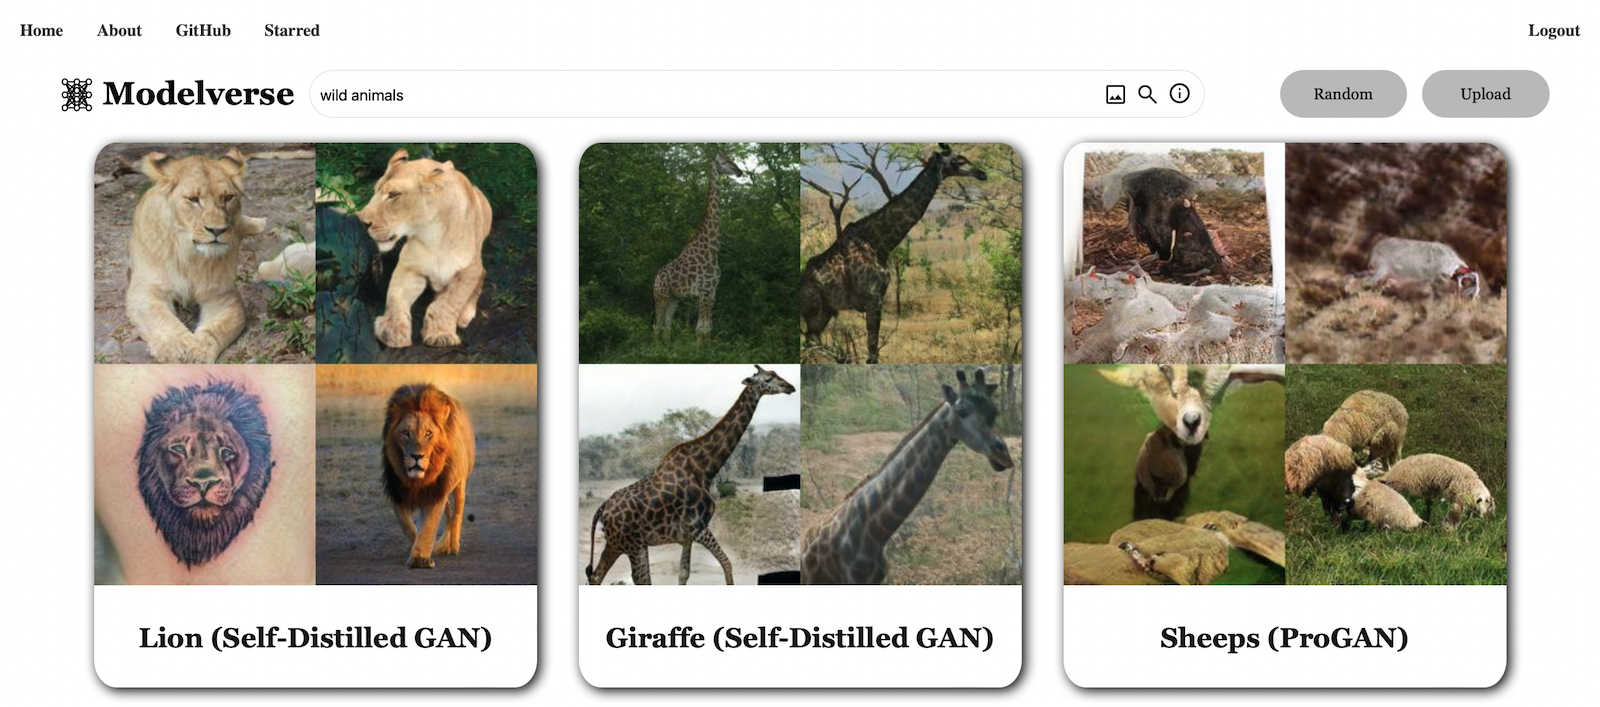 Home About GitHub Starred Logout
Modelverse wild animals Random Upload
Lion (Self-Distilled GAN) Giraffe (Self-Distilled GAN) Sheeps (ProGAN)